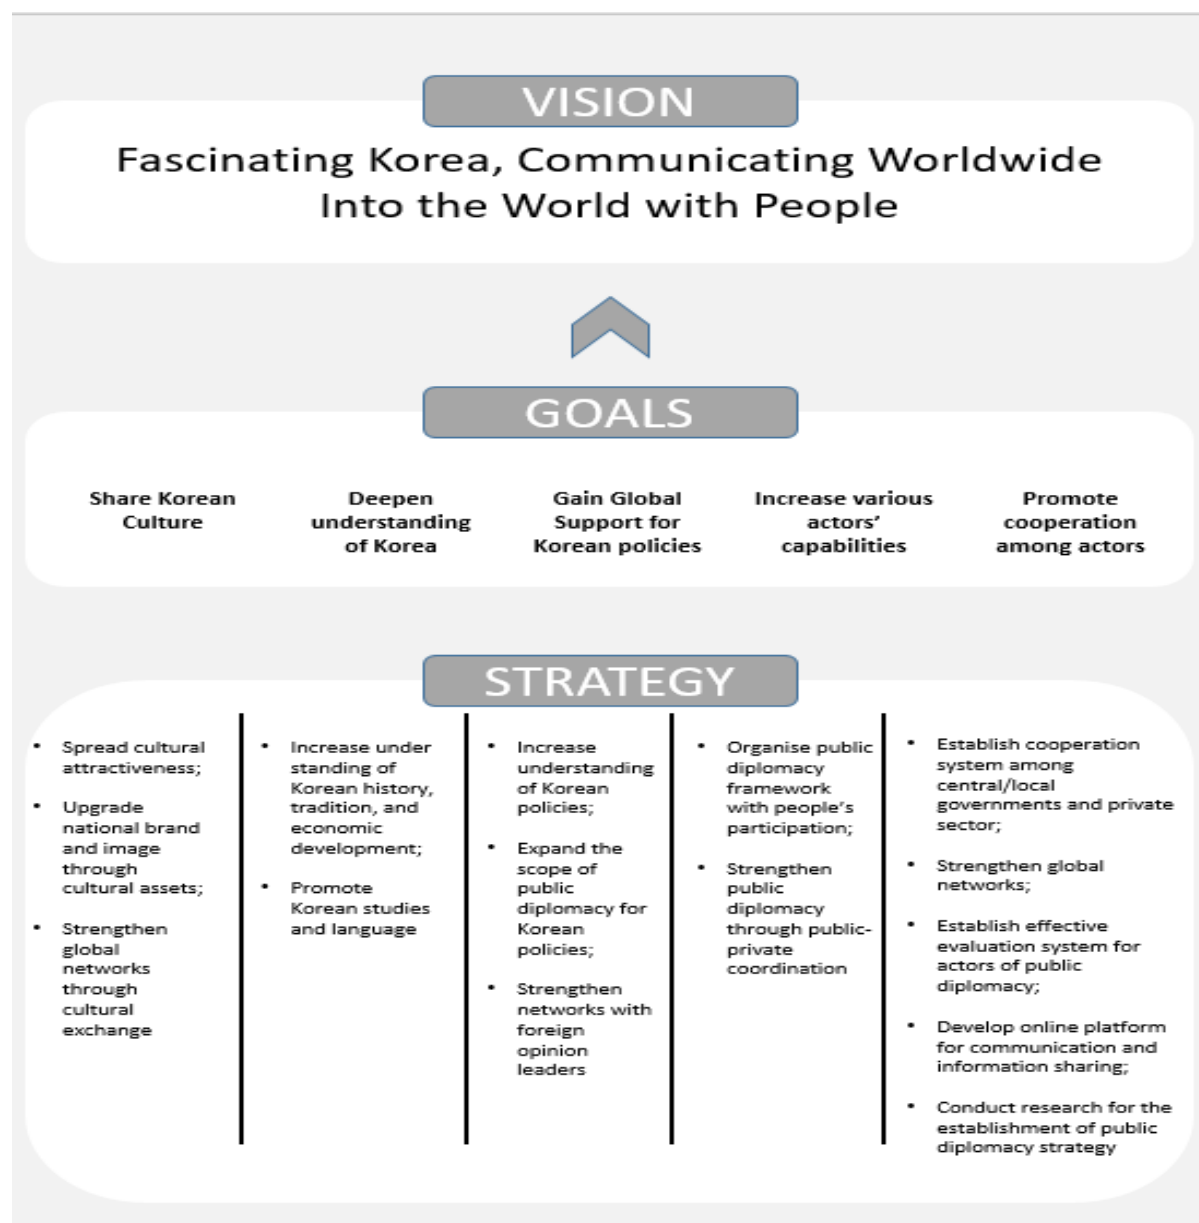 VISION
Fascinating Korea, Communicating Worldwide
Into the World with People
GOALS
Share Korean
Culture
Deepen
understanding
of Korea
Gain Global
Support for
Korean policies
Increase various
actors’
capabilities
Promote
cooperation
among actors
STRATEGY
• Spread cultural
attractiveness;
• Upgrade
national brand
and image
through
cultural assets;
• Strengthen
global
networks
through
cultural
exchange
• Increase under
standing of
Korean history,
tradition, and
economic
development;
• Promote
Korean studies
and language
• Increase
understanding
of Korean
policies;
• Expand the
scope of
public
diplomacy for
Korean
policies;
• Strengthen
networks with
foreign
opinion
leaders
• Organise public
diplomacy
framework
with people’s
participation;
• Strengthen
public
diplomacy
through public-
private
coordination
• Establish cooperation
system among
central/local
governments and private
sector;
• Strengthen global
networks;
• Establish effective
evaluation system for
actors of public
diplomacy;
• Develop online platform
for communication and
information sharing;
• Conduct research for the
establishment of public
diplomacy strategy